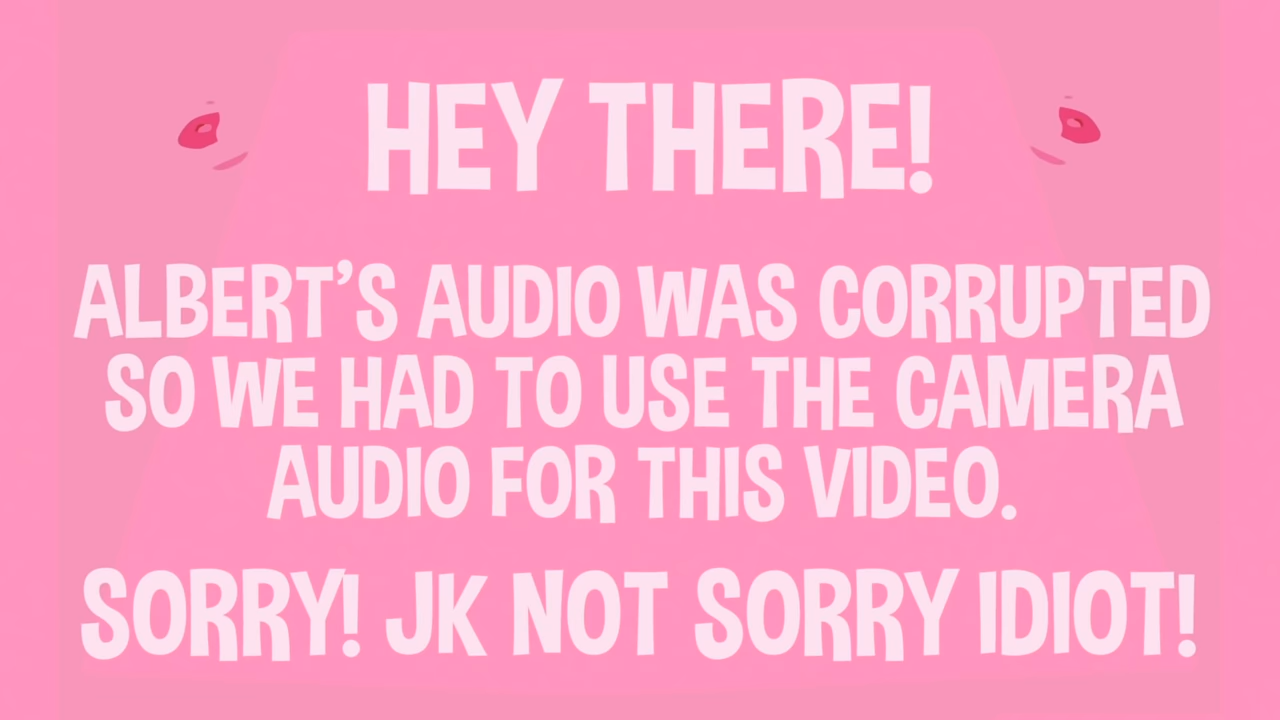 HEY THERE!
ALBERT'S AUDIO WAS CORRUPTED
SO WE HAD TO USE THE CAMERA
AUDIO FOR THIS VIDEO.
SORRY! JK NOT SORRY IDIOT!